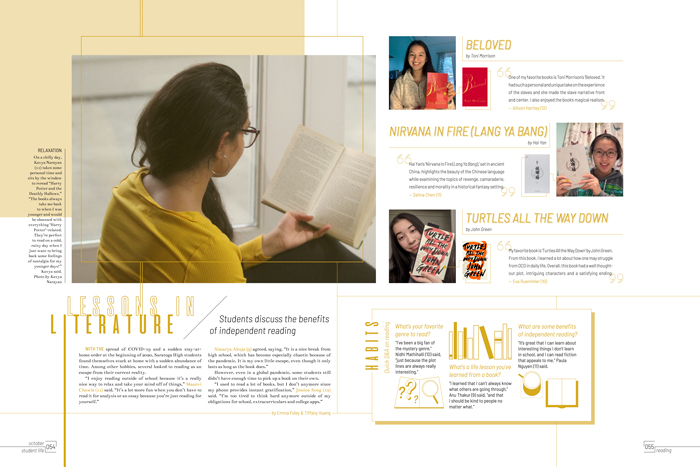 RELAXATION.
On a chilly day,
Kavya Narayan
(11) takes some
personal time and
sits by the window
to reread "Harry
Potter and the
Deathly Hallows."
"The books always
take me back
to when I was
younger and would
be obsessed with
everything 'Harry
Potter'-related.
They're perfect
to read on a cold,
rainy day when I
just want to bring
back some feelings
of nostalgia for my
younger days!"
Kavya said.
Photo by Kavya
Narayan
LESSONS IN
LITERATURE
Students discuss the benefits
of independent reading
WITH THE spread of COVID-19 and a sudden stay-at-
home order at the beginning of 2020, Saratoga High students
found themselves stuck at home with a sudden abundance of
time. Among other hobbies, several looked to reading as an
escape from their current reality.
"I enjoy reading outside of school because it's a really
nice way to relax and take your mind off of things,"
said. "It's a lot more fun when you don't have to
read it for analysis or an essay because you're just reading for
yourself."
agreed, saying, "It is a nice break from
high school, which has become especially chaotic because of
the pandemic. It is my own little escape, even though it only
lasts as long as the book does."
However, even in a global pandemic, some students still
didn't have enough time to pick up a book on their own.
"I used to read a lot of books, but I don't anymore since
my phone provides instant gratification,"
said. "I'm too tired to read anymore outside of my
obligations for school, extracurriculars and college apps."
by Emma Fung & Tiffany Huang
october
student life
054
BELOVED
by Toni Morrison
One of my favorite books is Toni Morrison's 'Beloved'. It
had such a personal and unique take on the experience
of the slaves and she made the slave narrative front
and center. I also enjoyed the books magical realism.
— Allison Hartley (12)
NIRVANA IN FIRE (LANG YA BANG)
by Hai Yan
Hai Yan's 'Nirvana in Fire (Lang Ya Bang)', set in ancient
China, highlights the beauty of the Chinese language
while examining the topics of revenge, camaraderie,
resilience and morality in a historical fantasy setting.
— Selina Chen (11)
TURTLES ALL THE WAY DOWN
by John Green
My favorite book is 'Turtles All the Way Down' by John Green.
From this book, I learned a lot about how one may struggle
from OCD in daily life. Overall, this book had a well thought-
out plot, intriguing characters and a satisfying ending.
— Eva Ruemmler (10)
TURTLES
ALL THE
WAY DOWN
JOHN
GREEN
HABITS
Quick Q&A on reading
What's your favorite
genre to read?
"I've been a big fan of
the mystery genre,"
Nidhi Mathihalli (11) said.
"just because the plot
lines are always really
interesting."
What's a life lesson you've
learned from a book?
"I learned that I can't always know
what others are going through,"
Anu Thakur (9) said, "and that
I should be kind to people no
matter what."
What are some benefits
of independent reading?
"It's great that I can learn about
interesting things I don't learn
in school, and I can read fiction
that appeals to me," Paula
Nguyen (11) said.
055
reading